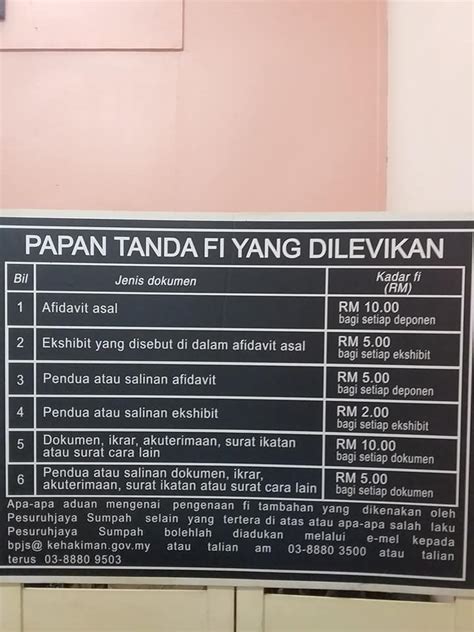 PAPAN TANDA FI YANG DILEVIKAN
Bil Jenis dokumen Kadar fi (RM)
1 Afidavit asal RM 10.00
bagi setiap deponen
2 Ekshibit yang disebut di dalam afidavit asal RM 5.00
bagi setiap ekshibit
3 Pendua atau salinan afidavit RM 5.00
bagi setiap deponen
4 Pendua atau salinan ekshibit RM 2.00
bagi setiap ekshibit
5 Dokumen, ikrar, akuterimaan, surat ikatan RM 10.00
atau surat cara lain bagi setiap dokumen
6 Pendua atau salinan dokumen, ikrar, RM 5.00
akuterimaan, surat ikatan atau surat cara lain bagi setiap dokumen
Apa-apa aduan mengenai pengenaan fi tambahan yang dikenakan oleh
Pesuruhjaya Sumpah selain yang tertera di atas atau apa-apa salah laku
Pesuruhjaya Sumpah bolehlah diadukan melalui e-mel kepada
bpjs@ kehakiman.gov.my atau talian am 03-8880 3500 atau talian
terus 03-8880 9503